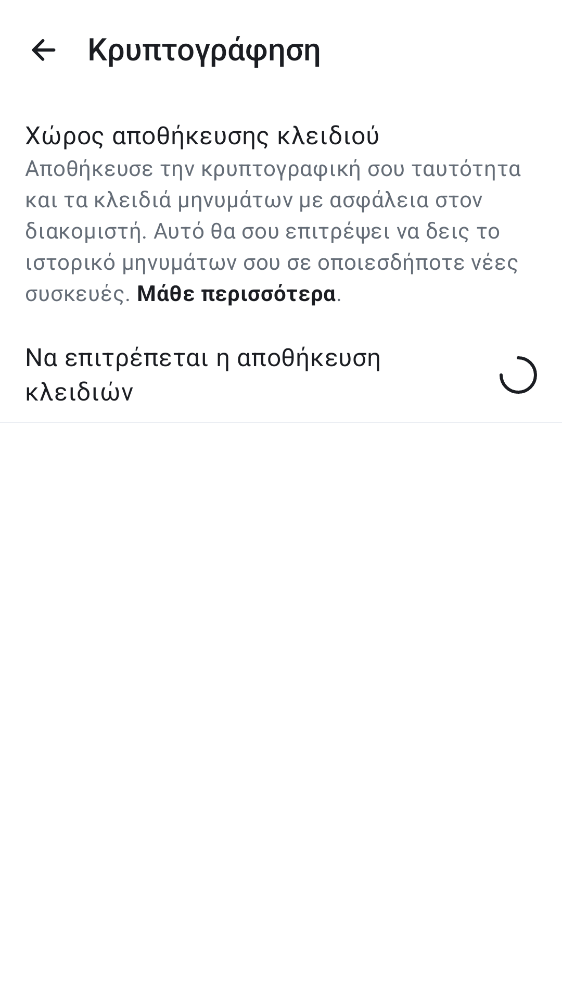 Κρυπτογράφηση
Χώρος αποθήκευσης κλειδιού
Αποθήκευσε την κρυπτογραφική σου ταυτότητα
και τα κλειδιά μηνυμάτων με ασφάλεια στον
διακομιστή. Αυτό θα σου επιτρέψει να δεις το
ιστορικό μηνυμάτων σου σε οποιεσδήποτε νέες
συσκευές. Μάθε περισσότερα.
Να επιτρέπεται η αποθήκευση
κλειδιών